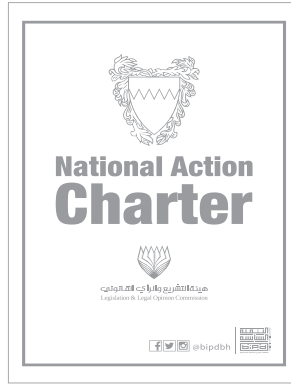 National Action
Charter
هيئة التشريع والرأي القانوني
Legislation & Legal Opinion Commission
@bipdbh